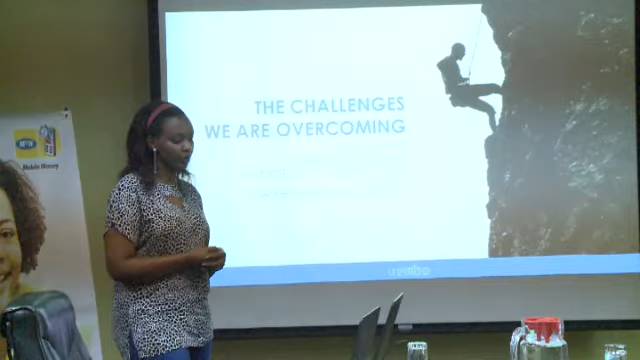 THE CHALLENGES
WE ARE OVERCOMING
MTN
Mobile Money
irembo